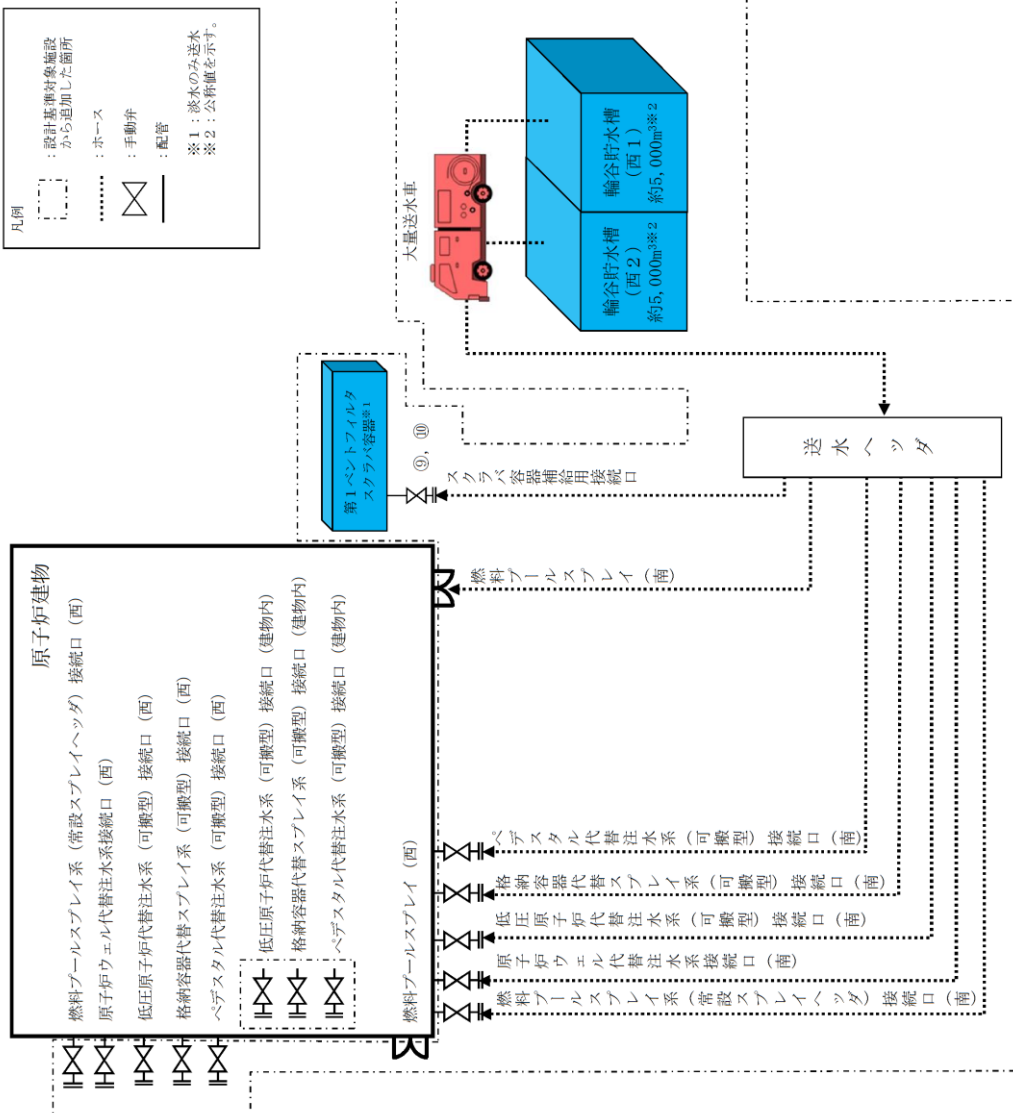 凡例
：設計基準対象施設
から追加した箇所
：ホース
：手動弁
：配管
※１：淡水のみ送水
※２：公称値を示す。
大量送水車
輪谷貯水槽
（西２）
約5,000m³※2
輪谷貯水槽
（西１）
約5,000m³※2
第１ベントフィルタ
スクラバ容器※1
⑨，⑩
スクラバ容器補給用接続口
送水ヘッダ
原子炉建物
燃料プールスプレイ系（常設スプレイヘッダ）接続口（西）
原子炉ウェル代替注水系接続口（西）
低圧原子炉代替注水系（可搬型）接続口（西）
格納容器代替スプレイ系（可搬型）接続口（西）
ペデスタル代替注水系（可搬型）接続口（西）
低圧原子炉代替注水系（可搬型）接続口（建物内）
格納容器代替スプレイ系（可搬型）接続口（建物内）
ペデスタル代替注水系（可搬型）接続口（建物内）
燃料プールスプレイ（西）
燃料プールスプレイ（南）
ペデスタル代替注水系（可搬型）接続口（南）
格納容器代替スプレイ系（可搬型）接続口（南）
低圧原子炉代替注水系（可搬型）接続口（南）
原子炉ウェル代替注水系接続口（南）
燃料プールスプレイ系（常設スプレイヘッダ）接続口（南）